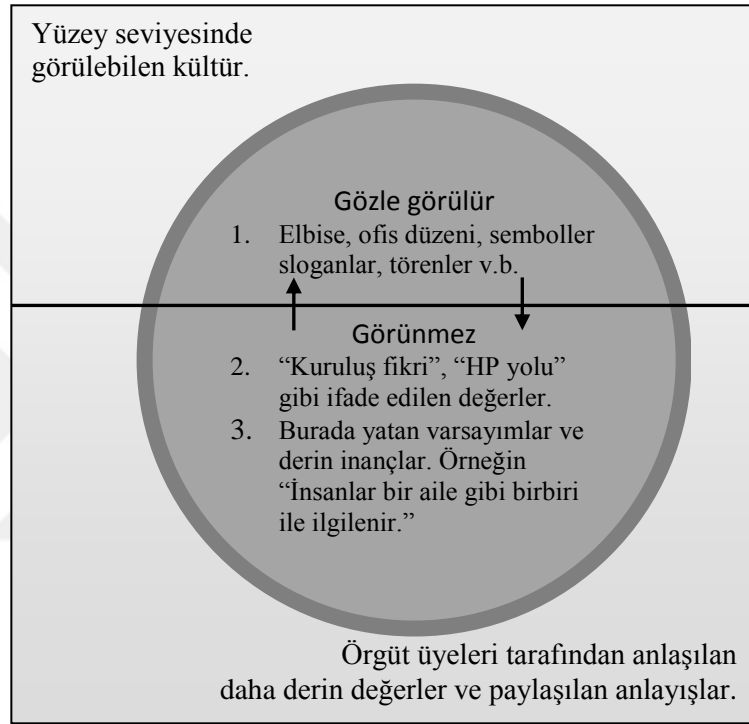 Yüzey seviyesinde
görülebilen kültür.
Gözle görülür
1. Elbise, ofis düzeni, semboller
sloganlar, törenler v.b.
Görünmez
2. “Kuruluş fikri”, “HP yolu”
gibi ifade edilen değerler.
3. Burada yatan varsayımlar ve
derin inançlar. Örneğin
“İnsanlar bir aile gibi birbiri
ile ilgilenir.”
Örgüt üyeleri tarafından anlaşılan
daha derin değerler ve paylaşılan anlayışlar.